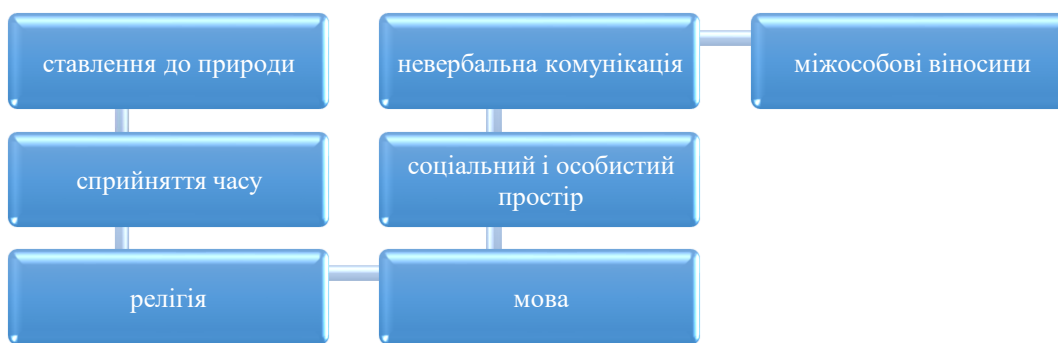 ставлення до природи
сприйняття часу
релігія
мова
соціальний і особистий
простір
невербальна комунікація
міжособові віносини